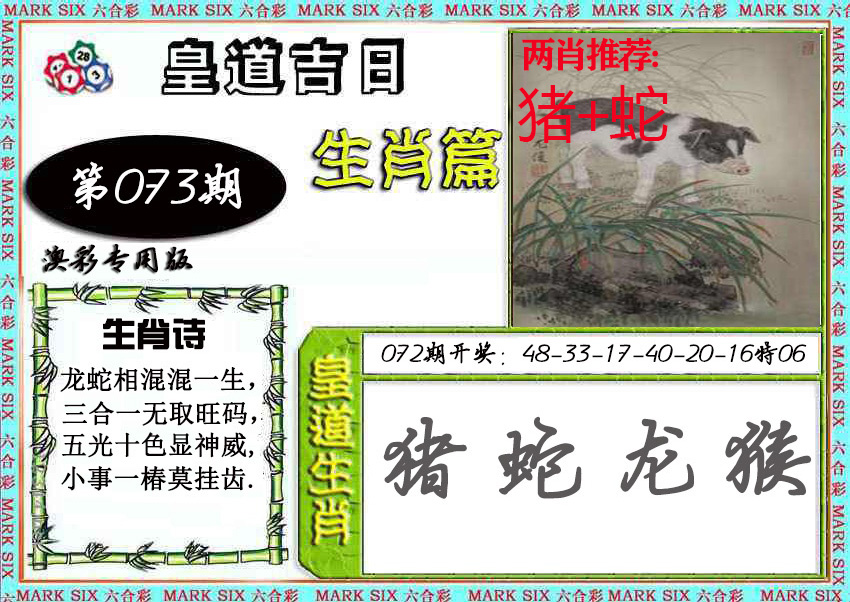 MARK SIX 六合彩 MARK SIX 六合彩 MARK SIX 六合彩 MARK SIX 六合彩 MARK SIX 六合彩 MARK SIX 六合彩
皇道吉日
28
1
3
生肖篇
第073期
澳彩专用版
两肖推荐:
猪+蛇
生肖诗
龙蛇相混混一生,
三合一无取旺码,
五光十色显神威,
小事一椿莫挂齿.
072期开奖：48-33-17-40-20-16特06
皇道生肖
猪 蛇 龙 猴
MARK SIX 六合彩 MARK SIX 六合彩 MARK SIX 六合彩 MARK SIX 六合彩 MARK SIX 六合彩 MARK SIX 六合彩